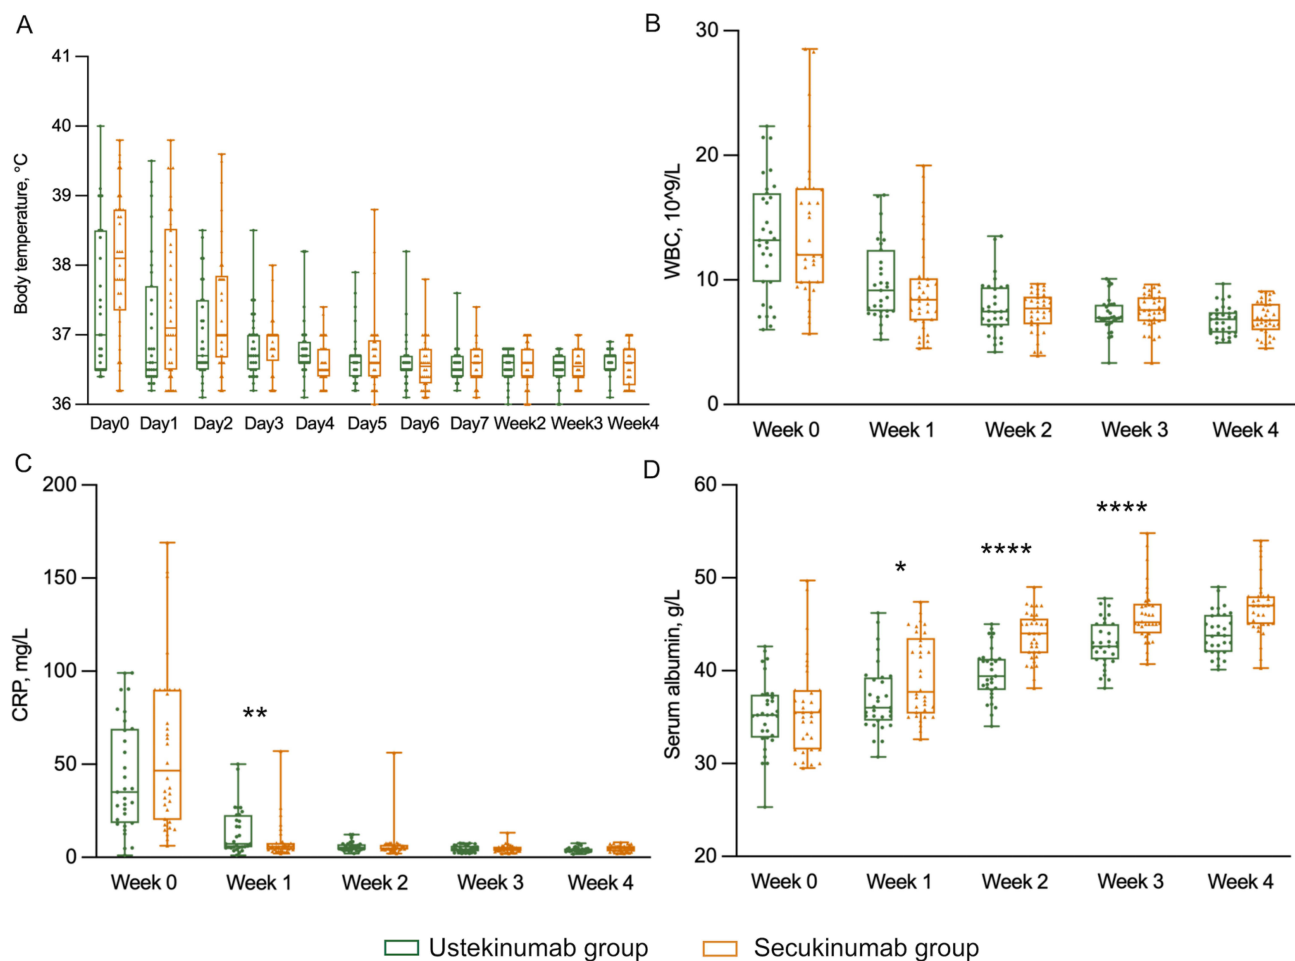 A
Body temperature, °C
41
40
39
38
37
36
Day0 Day1 Day2 Day3 Day4 Day5 Day6 Day7 Week2 Week3 Week4
B
WBC, 10^9/L
30
20
10
0
Week 0 Week 1 Week 2 Week 3 Week 4
C
CRP, mg/L
200
150
100
50
0
**
Week 0 Week 1 Week 2 Week 3 Week 4
D
Serum albumin, g/L
60
50
40
30
20
* **** ****
Week 0 Week 1 Week 2 Week 3 Week 4
Ustekinumab group Secukinumab group